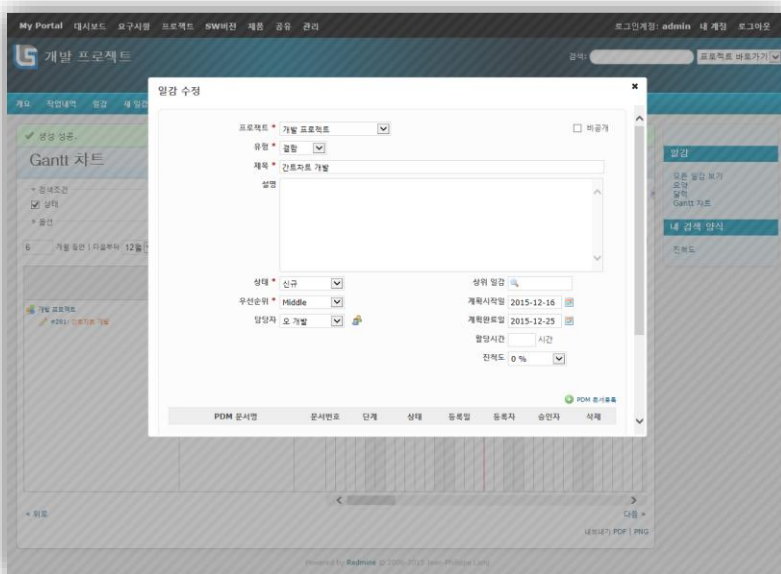 My Portal 대시보드 요구사항 프로젝트 SW버전 제품 공유 관리 로그인계정: admin 내 계정 로그아웃
개발 프로젝트 검색: 프로젝트 바로가기
개요 작업내역 일감 새 일감
일감 수정
프로젝트 * 개발 프로젝트 비공개
유형 * 결함
제목 * 간트차트 개발
설명
상태 * 신규 상위 일감
우선순위 * Middle 계획시작일 2015-12-16
담당자 오 개발 계획완료일 2015-12-25
할당시간 시간
진척도 0 %
PDM 문서등록
PDM 문서명 문서번호 단계 상태 등록일 등록자 승인자 삭제
생성 성공.
Gantt 차트
검색조건
상태
옵션
6 개월 동안 | 다음부터 12월
개발 프로젝트
#291: 간트차트 개발
« 뒤로 다음 »
내보내기 PDF | PNG
일감
모든 일감 보기
요약
달력
Gantt 차트
내 검색 양식
진척도
Powered by Redmine © 2006-2015 Jean-Philippe Lang